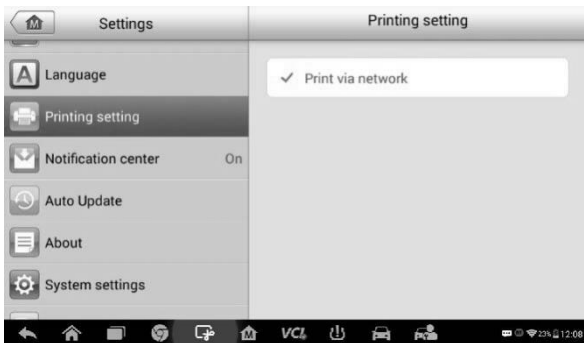 Settings
Printing setting
Language
Printing setting
Notification center On
Auto Update
About
System settings
Print via network
VCI
23% 12:08